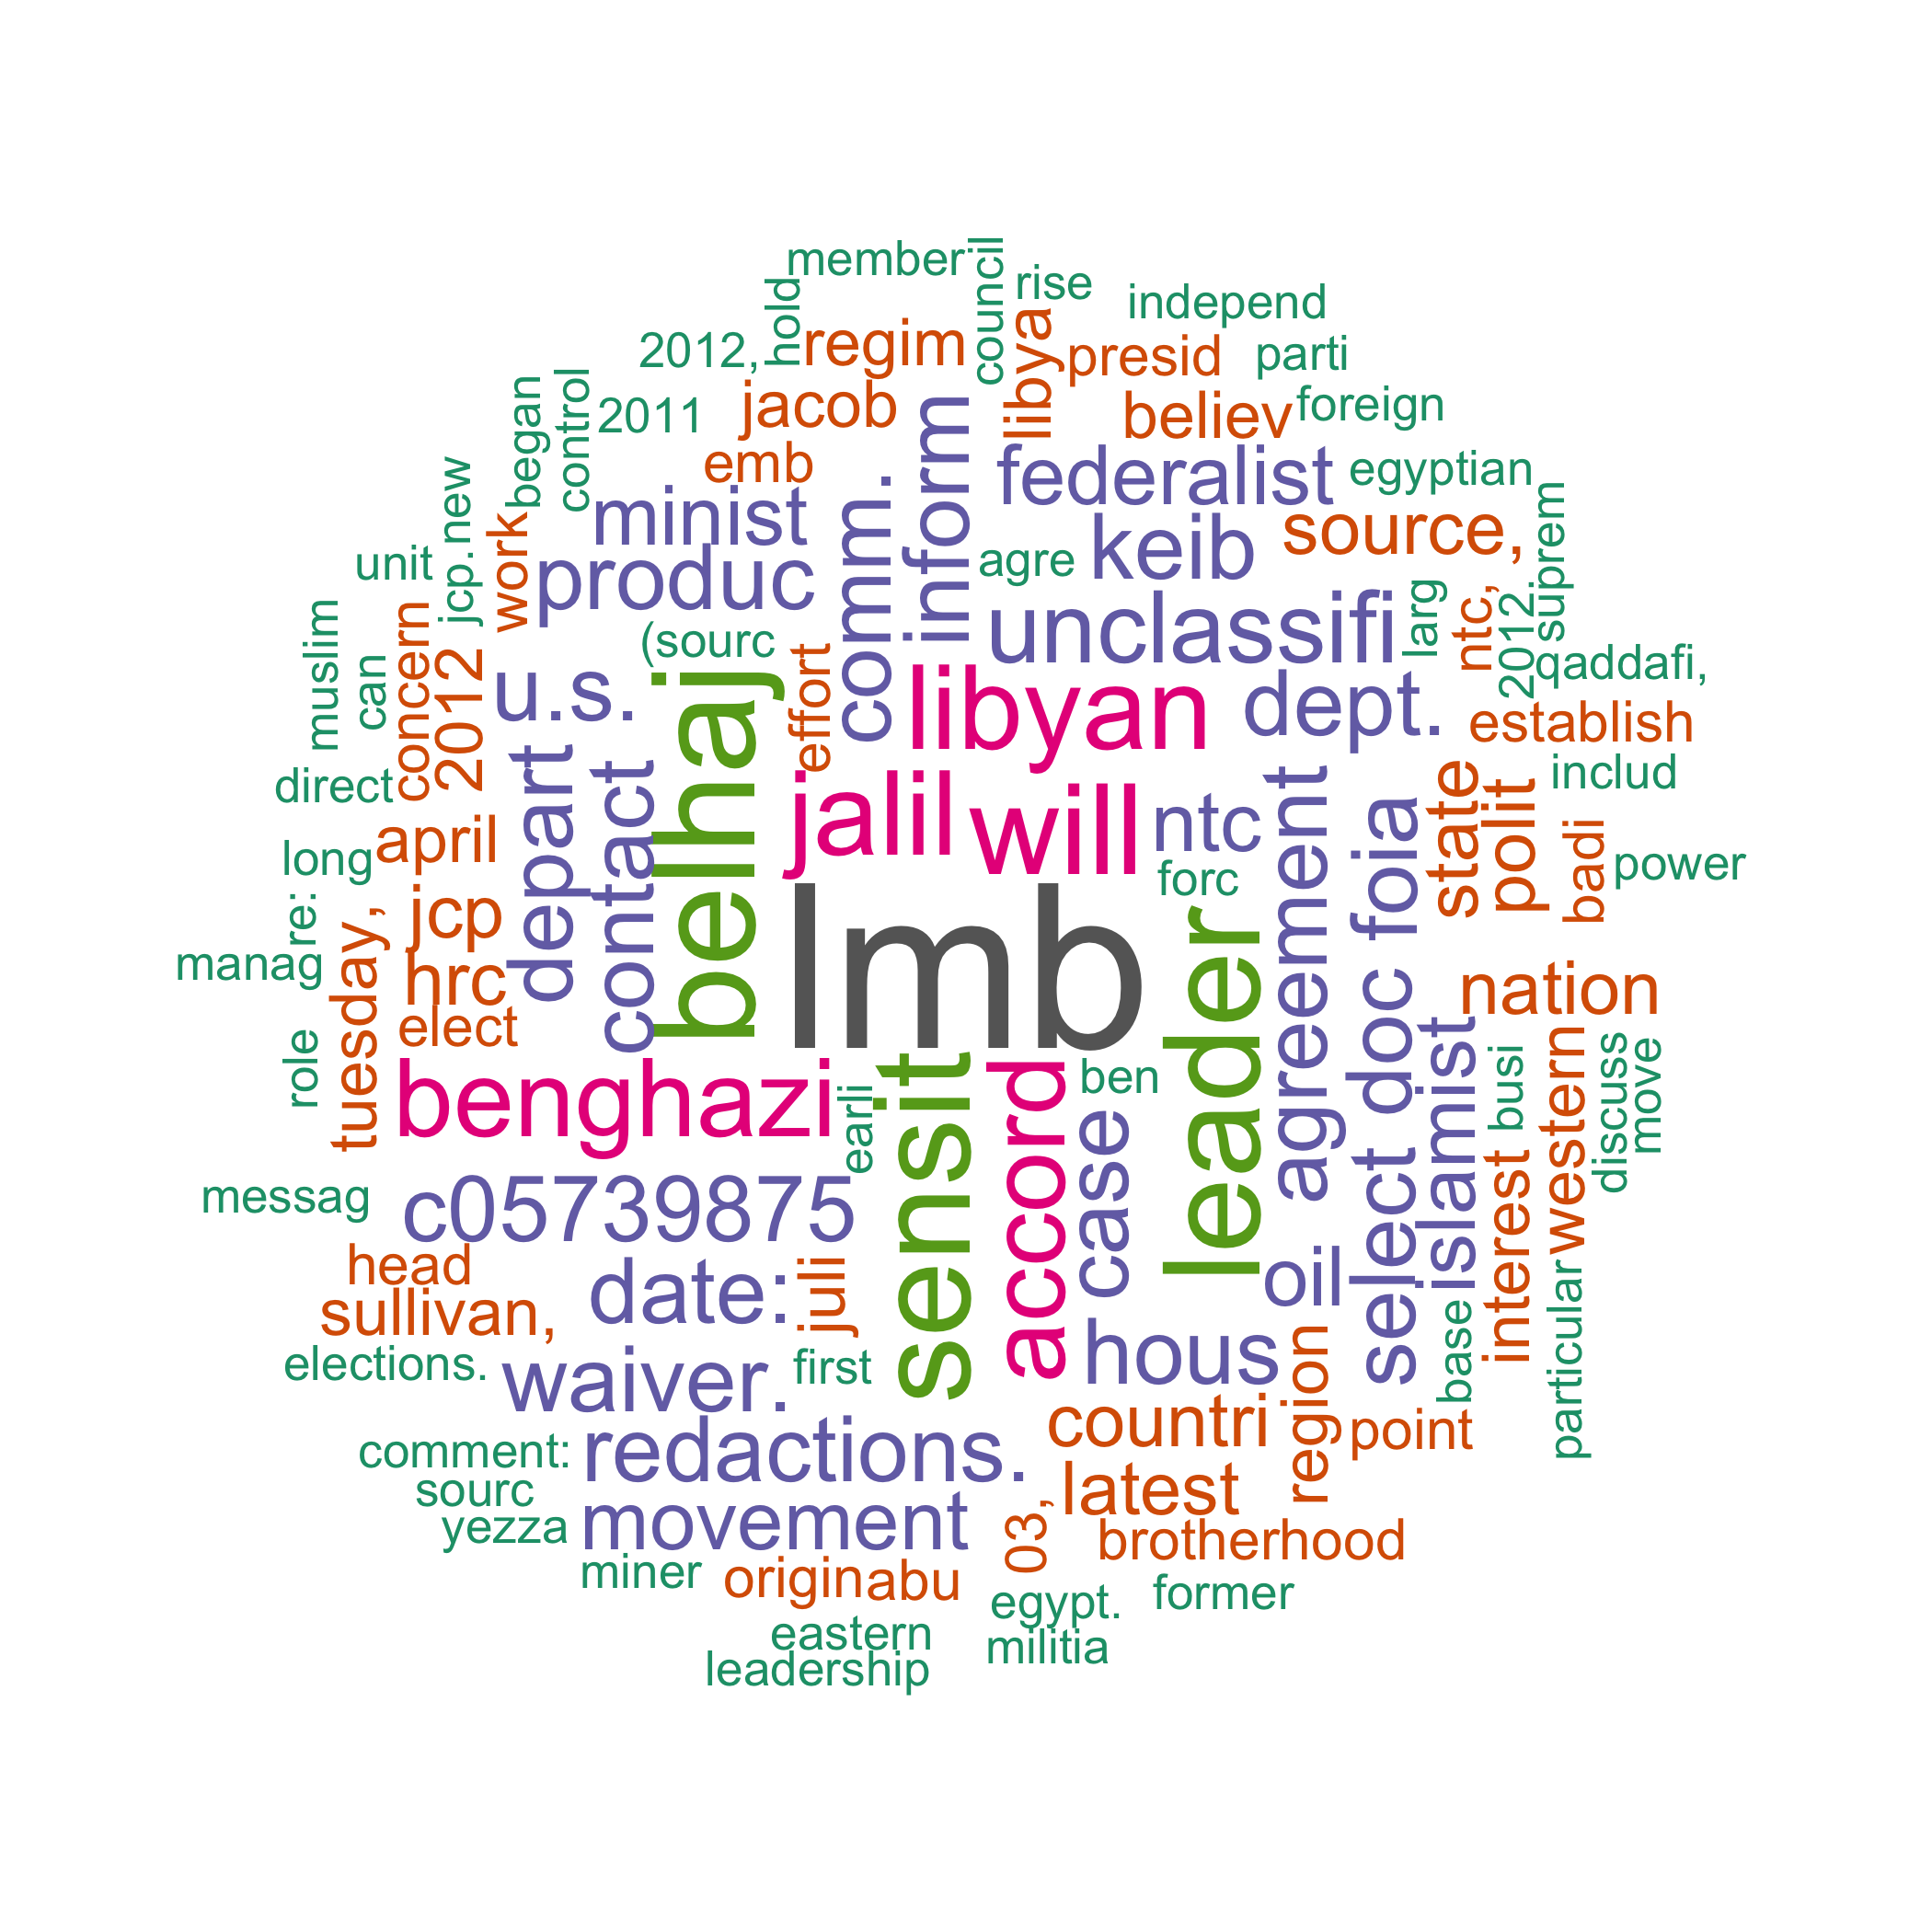 member
council
rise
hold
independ
2012,
regim
libya
presid
parti
began
control
2011
jacob
inform
believ
foreign
emb
comm.
federalist
egyptian
new
minist
work
keib
source,
suprem
unit
jcp.
produc
agre
unclassifi
larg
ntc,
2012.
muslim
can
concern
2012
u.s.
(sourc
belhaj
effort
libyan
dept.
qaddafi,
establish
direct
depart
contact
jalil
will
ntc
agreement
foia
state
polit
includ
long
april
forc
badi
power
re:
tuesday,
jcp
lmb
leader
manag
hrc
doc
nation
role
elect
benghazi
earli
sensit
accord
ben
case
select
islamist
busi
western
discuss
move
messag
c05739875
interest
head
date:
juli
oil
sullivan,
hous
base
particular
elections.
waiver.
first
region
comment:
redactions.
countri
point
sourc
latest
yezza
movement
03,
brotherhood
miner
origin
abu
egypt.
former
eastern
militia
leadership